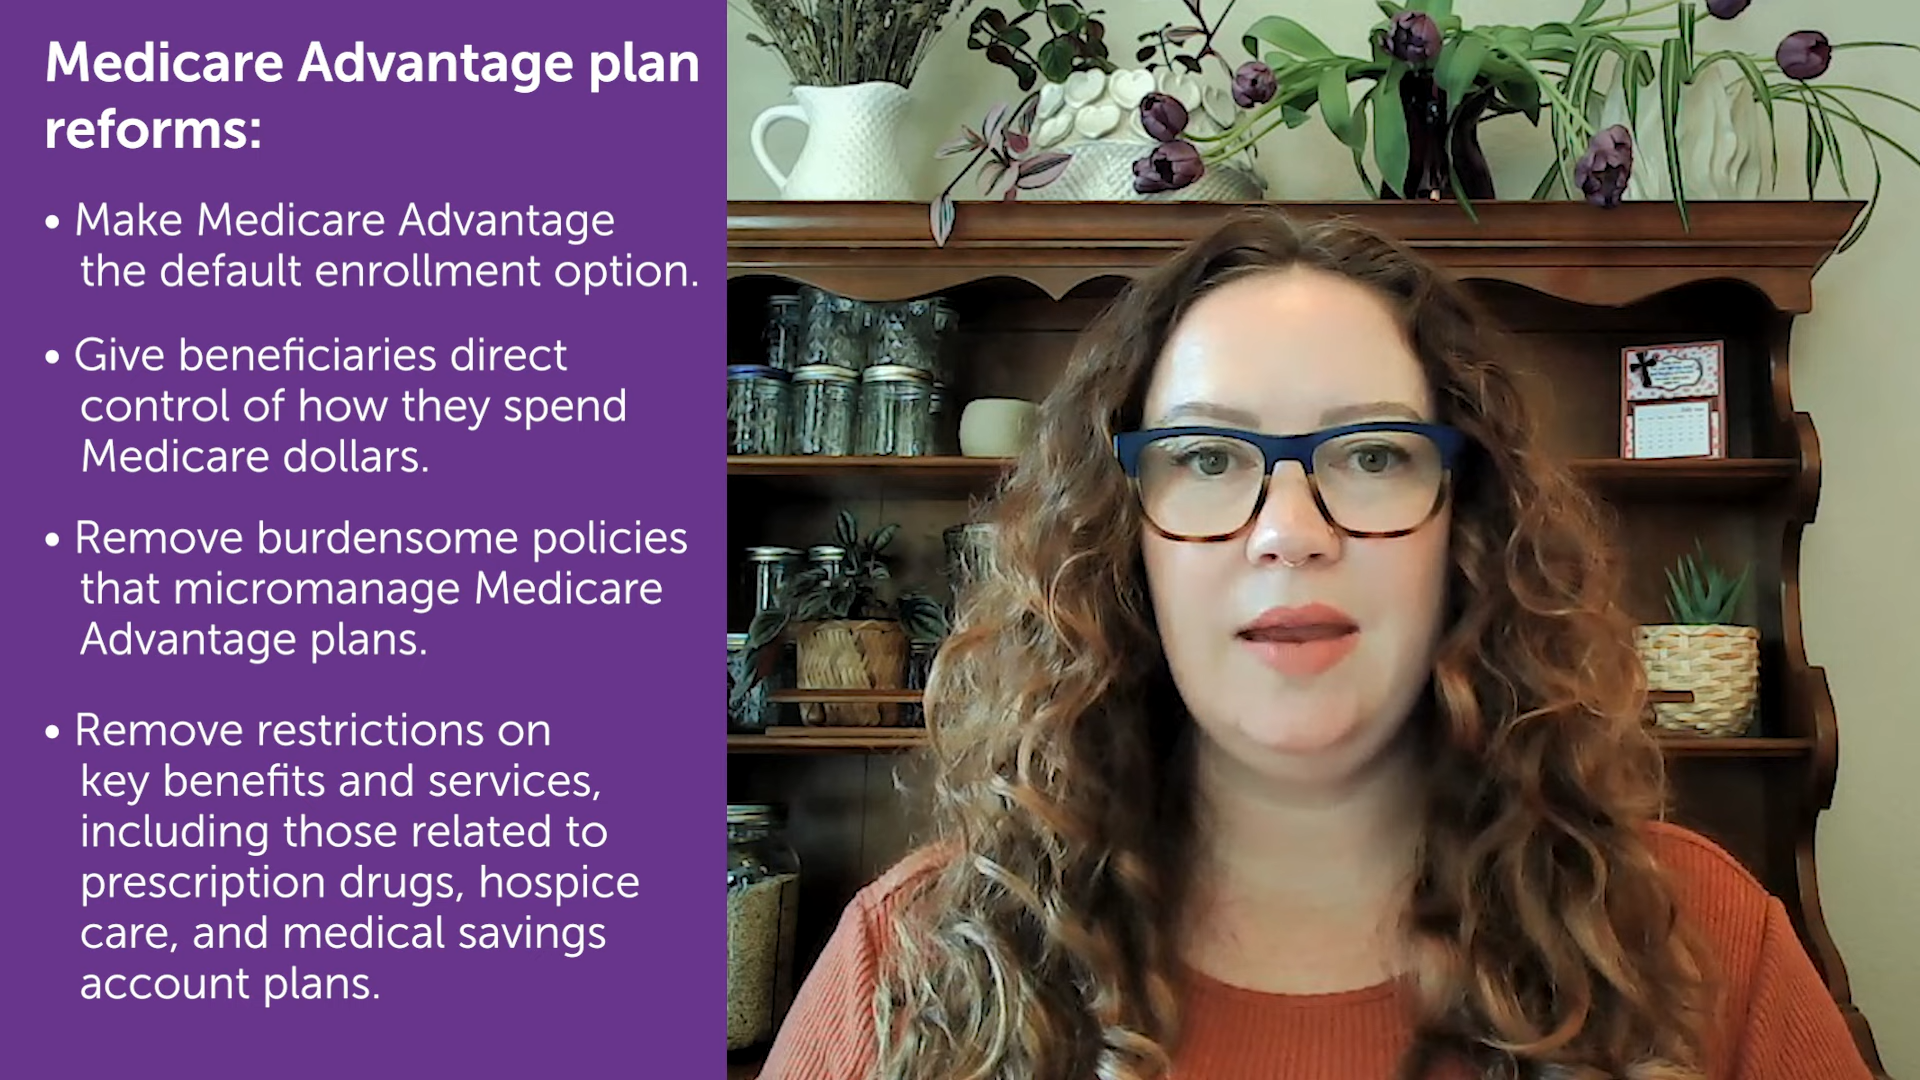 Medicare Advantage plan
reforms:
• Make Medicare Advantage
the default enrollment option.
• Give beneficiaries direct
control of how they spend
Medicare dollars.
• Remove burdensome policies
that micromanage Medicare
Advantage plans.
• Remove restrictions on
key benefits and services,
including those related to
prescription drugs, hospice
care, and medical savings
account plans.